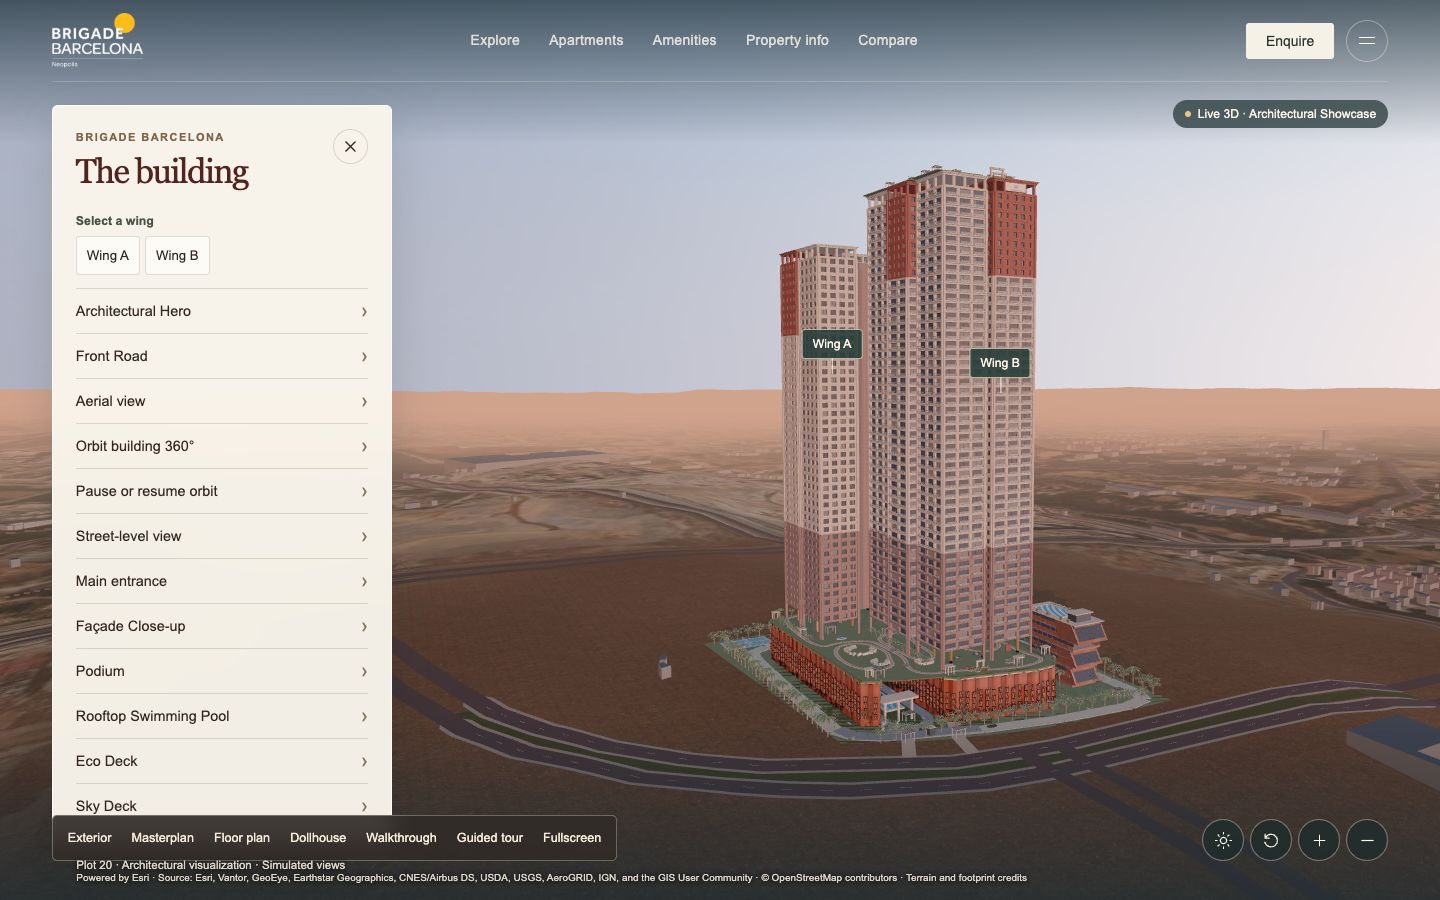 BRIGADE
BARCELONA
Neopolis
Explore
Apartments
Amenities
Property info
Compare
Enquire
Live 3D · Architectural Showcase
BRIGADE BARCELONA
The building
Select a wing
Wing A
Wing B
Architectural Hero
Front Road
Aerial view
Orbit building 360°
Pause or resume orbit
Street-level view
Main entrance
Façade Close-up
Podium
Rooftop Swimming Pool
Eco Deck
Sky Deck
Wing A
Wing B
Exterior
Masterplan
Floor plan
Dollhouse
Walkthrough
Guided tour
Fullscreen
Plot 20 · Architectural visualization · Simulated views
Powered by Esri · Source: Esri, Vantor, GeoEye, Earthstar Geographics, CNES/Airbus DS, USDA, USGS, AeroGRID, IGN, and the GIS User Community · © OpenStreetMap contributors · Terrain and footprint credits